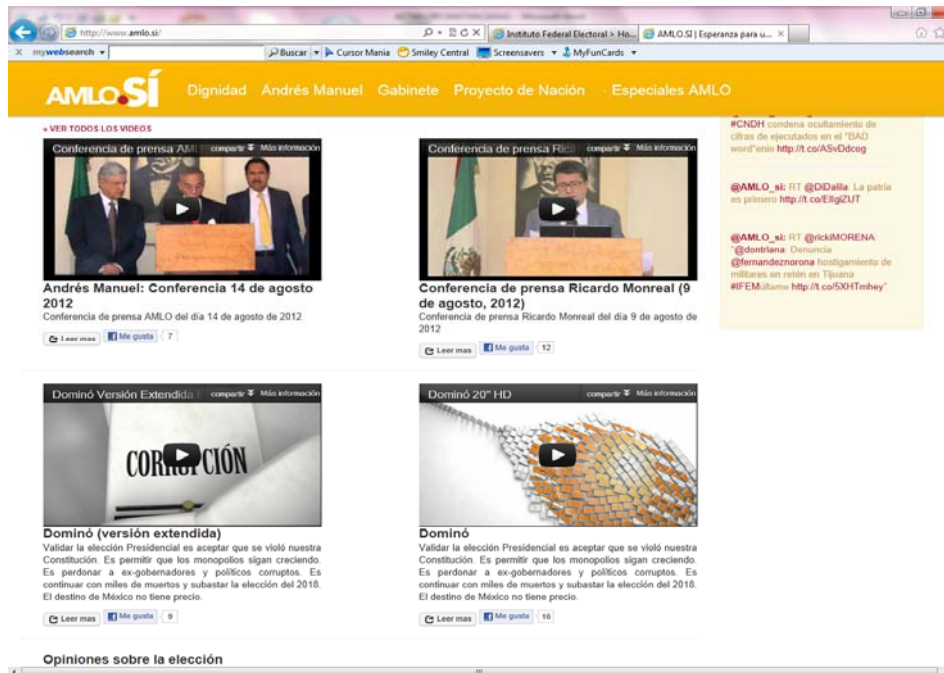 http://www.amlo.si/
Instituto Federal Electoral > Ho...
AMLO.SI | Esperanza para u...
X mywebsearch
Buscar Cursor Mania Smiley Central Screensavers MyFunCards
AMLO.SÍ
Dignidad Andrés Manuel Gabinete Proyecto de Nación · Especiales AMLO
» VER TODOS LOS VIDEOS
Conferencia de prensa AM compartir Más información
Andrés Manuel: Conferencia 14 de agosto
2012
Conferencia de prensa AMLO del día 14 de agosto de 2012
Leer mas Me gusta 7
Conferencia de prensa Ric compartir Más información
Conferencia de prensa Ricardo Monreal (9
de agosto, 2012)
Conferencia de prensa Ricardo Monreal del día 9 de agosto de
2012
Leer mas Me gusta 12
#CNDH condena ocultamiento de
cifras de ejecutados en el "BAD
word"enio http://t.co/ASvDdceg
@AMLO_si: RT @DiDalila: La patria
es primero http://t.co/EllgiZUT
@AMLO_si: RT @rickiMORENA:
"@dontriana: Denuncia
@fernandeznorona hostigamiento de
militares en retén en Tijuana
#IFEMúltame http://t.co/5XHTmhey"
Dominó Versión Extendida compartir Más información
CORRUPCIÓN
Dominó (versión extendida)
Validar la elección Presidencial es aceptar que se violó nuestra
Constitución. Es permitir que los monopolios sigan creciendo.
Es perdonar a ex-gobernadores y políticos corruptos. Es
continuar con miles de muertos y subastar la elección del 2018.
El destino de México no tiene precio.
Leer mas Me gusta 9
Dominó 20" HD compartir Más información
Dominó
Validar la elección Presidencial es aceptar que se violó nuestra
Constitución. Es permitir que los monopolios sigan creciendo.
Es perdonar a ex-gobernadores y políticos corruptos. Es
continuar con miles de muertos y subastar la elección del 2018.
El destino de México no tiene precio.
Leer mas Me gusta 16
Opiniones sobre la elección